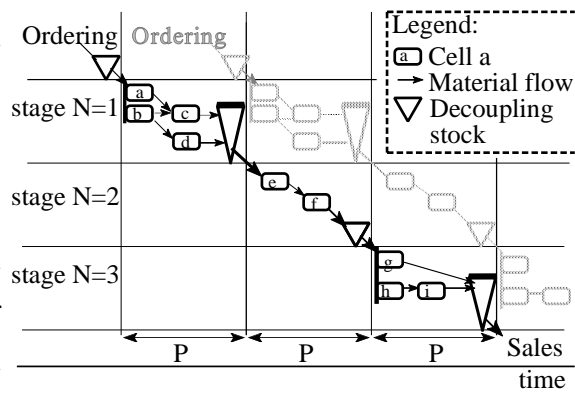 Ordering
Ordering
Legend:
a Cell a
Material flow
Decoupling
stock
stage N=1
a
b
c
d
stage N=2
e
f
stage N=3
g
h
i
P
P
P
Sales
time